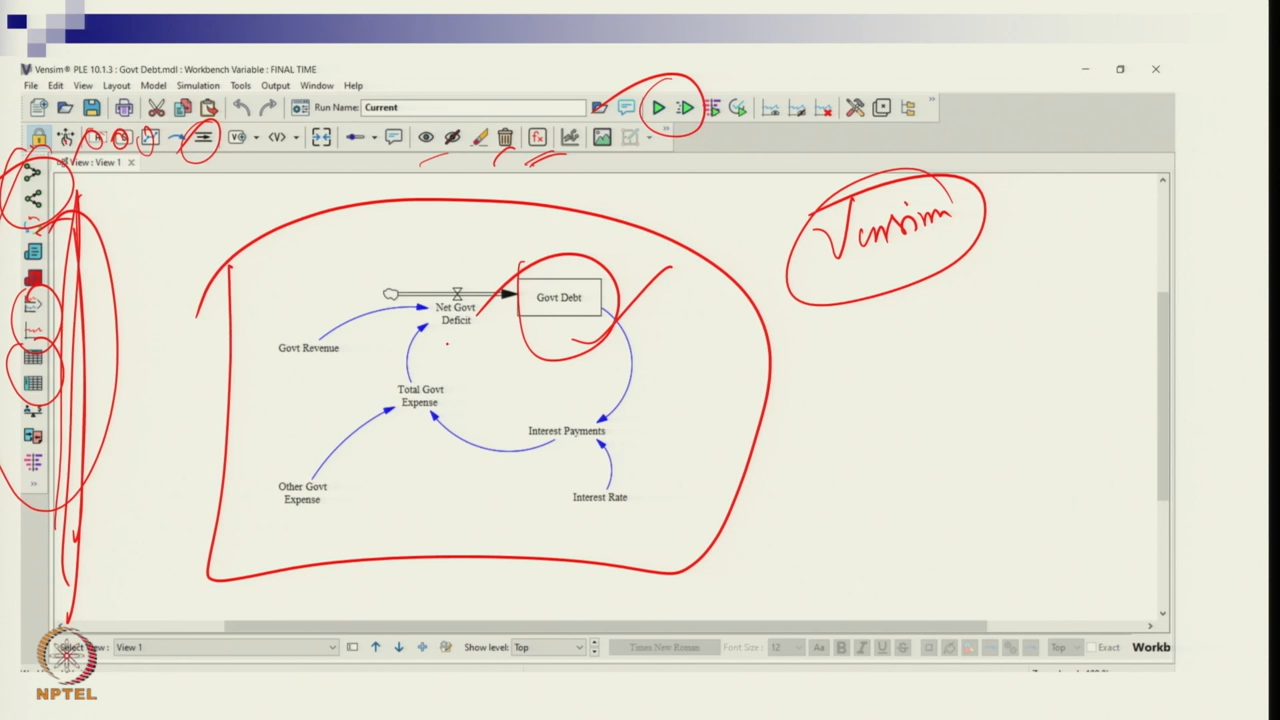 Vensim® PLE 10.1.3 : Govt Debt.mdl : Workbench Variable : FINAL TIME
File Edit View Layout Model Simulation Tools Output Window Help
Run Name: Current
View : View 1
Vensim
Govt Debt
Net Govt
Deficit
Govt Revenue
Total Govt
Expense
Interest Payments
Other Govt
Expense
Interest Rate
View : View 1 Show level: Top Times New Roman Font Size : 12 Aa B I U S Top Exact Workb
NPTEL